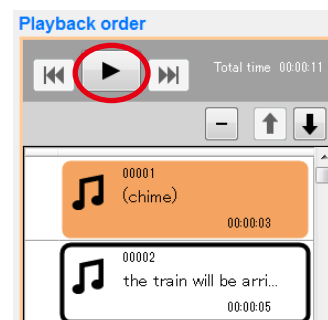 Playback order
Total time 00:00:11
00001
(chime)
00:00:03
00002
the train will be arri...
00:00:05